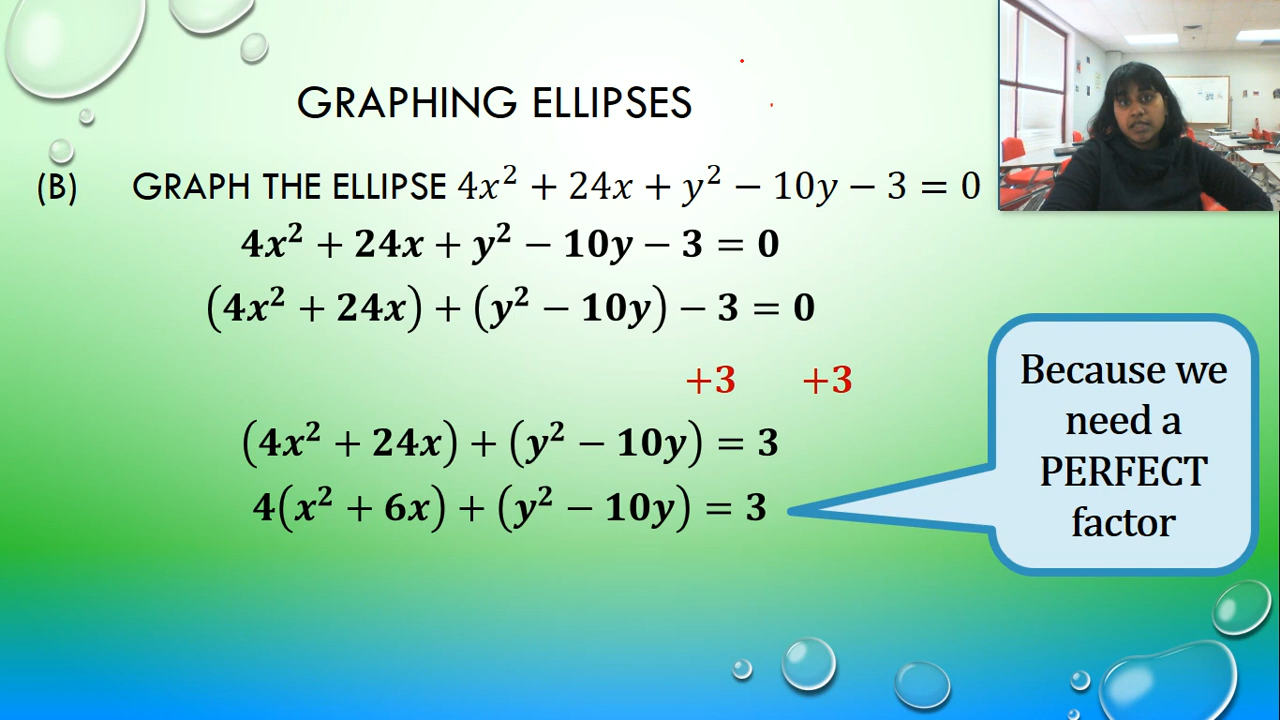 GRAPHING ELLIPSES
(B) GRAPH THE ELLIPSE 4x² + 24x + y² − 10y − 3 = 0
4x² + 24x + y² − 10y − 3 = 0
(4x² + 24x) + (y² − 10y) − 3 = 0
+3 +3
(4x² + 24x) + (y² − 10y) = 3
4(x² + 6x) + (y² − 10y) = 3
Because we
need a
PERFECT
factor